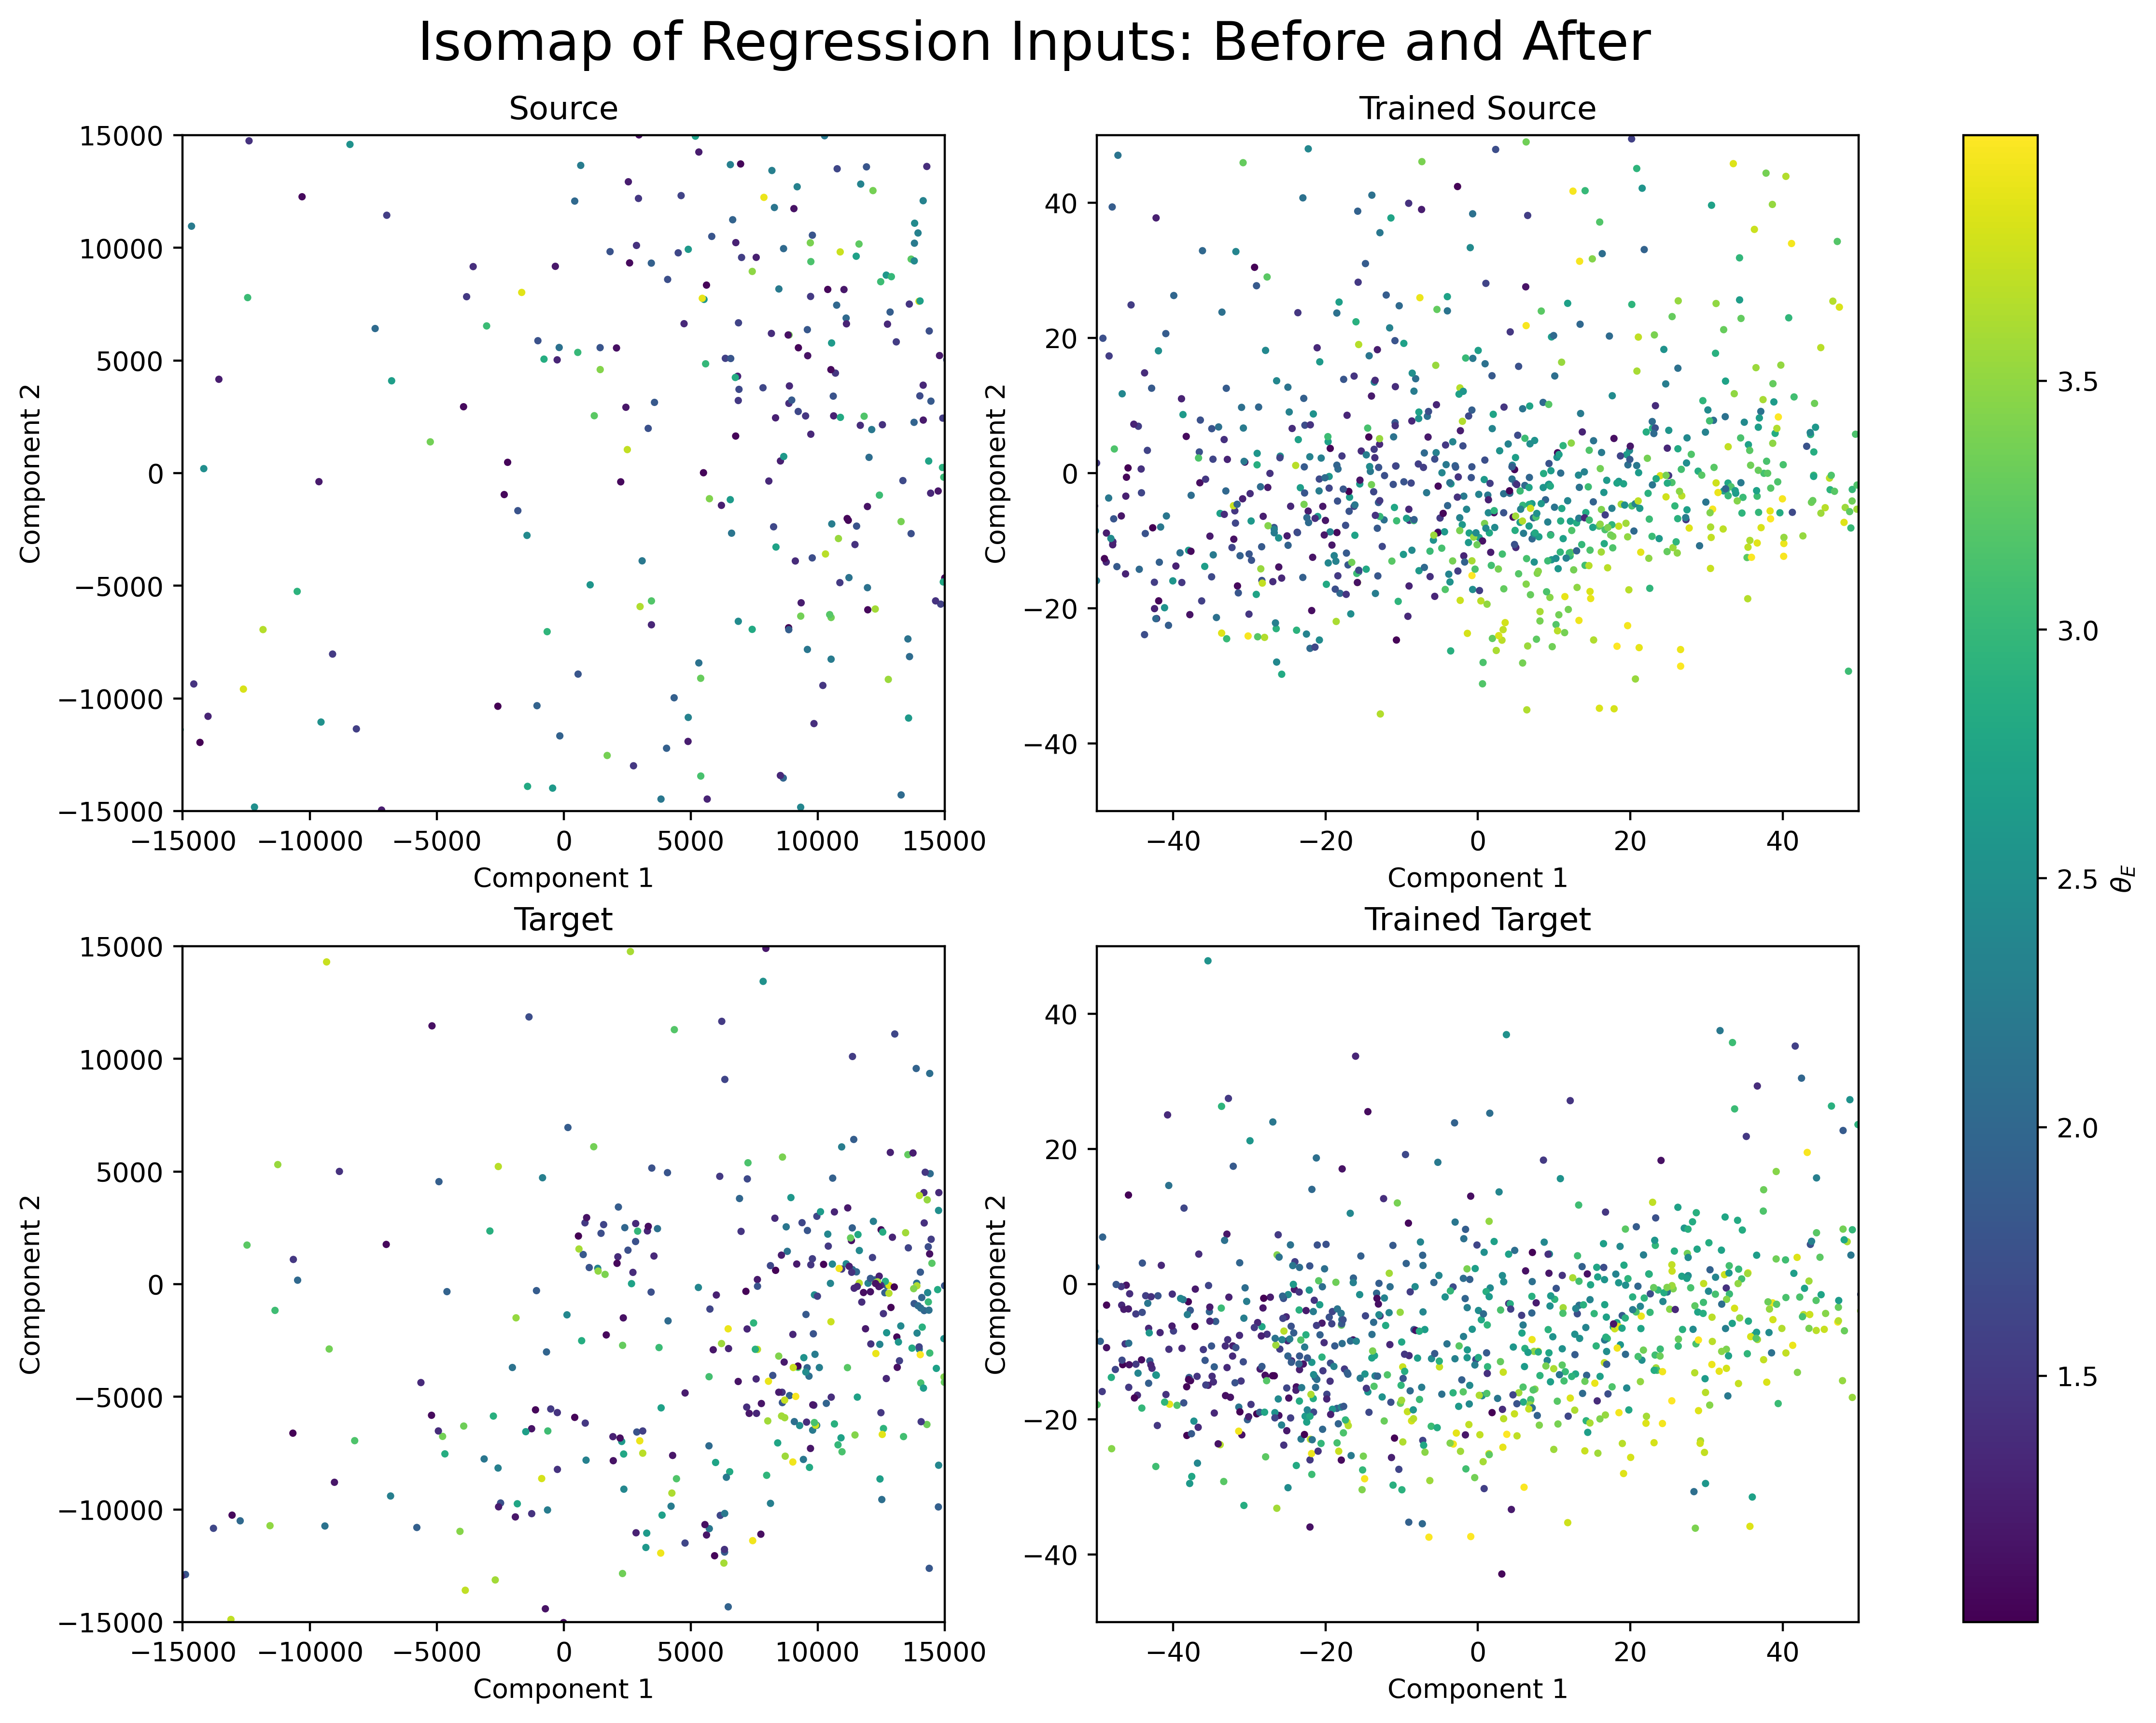 Isomap of Regression Inputs: Before and After
Source
Trained Source
15000
10000
5000
0
−5000
−10000
−15000
Component 2
−15000 −10000 −5000 0 5000 10000 15000
Component 1
40
20
0
−20
−40
Component 2
−40 −20 0 20 40
Component 1
Target
Trained Target
15000
10000
5000
0
−5000
−10000
−15000
Component 2
−15000 −10000 −5000 0 5000 10000 15000
Component 1
40
20
0
−20
−40
Component 2
−40 −20 0 20 40
Component 1
3.5
3.0
2.5
2.0
1.5
θE